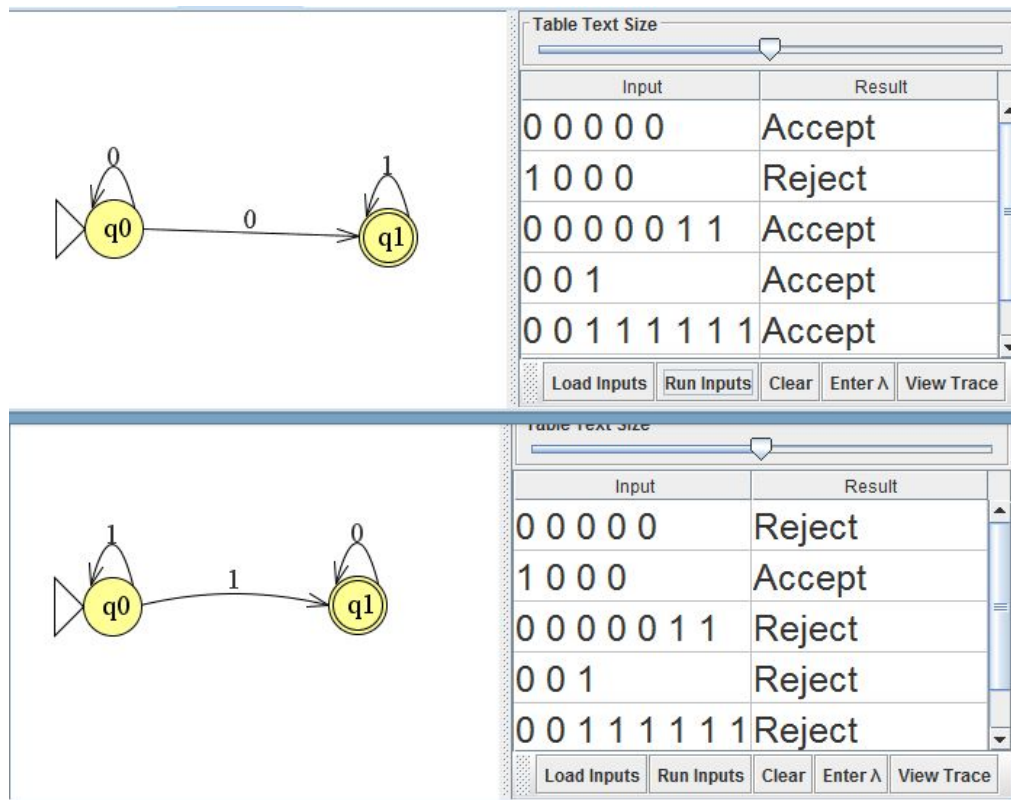 Table Text Size
Input Result
0 0 0 0 0 Accept
1 0 0 0 Reject
0 0 0 0 0 1 1 Accept
0 0 1 Accept
0 0 1 1 1 1 1 1 Accept
Load Inputs Run Inputs Clear Enter λ View Trace
0
1
0
q0
q1
Table Text Size
Input Result
0 0 0 0 0 Reject
1 0 0 0 Accept
0 0 0 0 0 1 1 Reject
0 0 1 Reject
0 0 1 1 1 1 1 1 Reject
Load Inputs Run Inputs Clear Enter λ View Trace
1
0
1
q0
q1